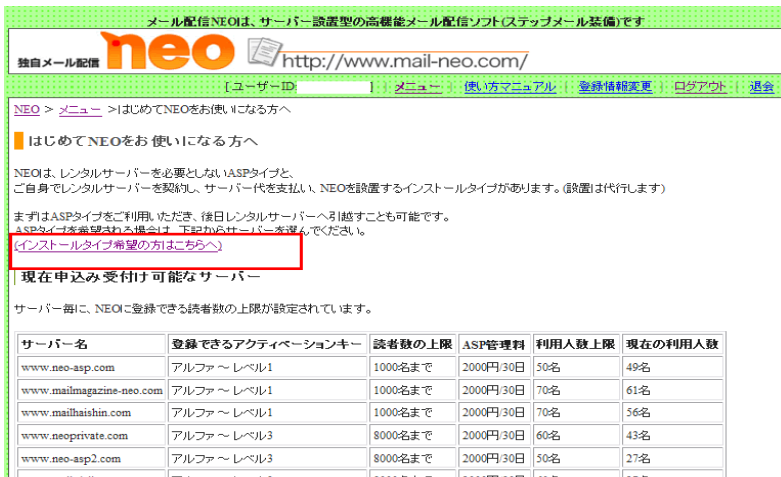 メール配信NEOは、サーバー設置型の高機能メール配信ソフト(ステップメール装備)です
独自メール配信 neo http://www.mail-neo.com/
[ユーザーID: ] | メニュー | 使い方マニュアル | 登録情報変更 | ログアウト | 退会
NEO > メニュー >はじめてNEOをお使いになる方へ
はじめてNEOをお使いになる方へ
NEOは、レンタルサーバーを必要としないASPタイプと、
ご自身でレンタルサーバーを契約し、サーバー代を支払い、NEOを設置するインストールタイプがあります。(設置は代行します)
まずはASPタイプをご利用いただき、後日レンタルサーバーへ引越すことも可能です。
ASPタイプを希望される場合は、下記からサーバーを選んでください。
(インストールタイプ希望の方はこちらへ)
現在申込み受付け可能なサーバー
サーバー毎に、NEOに登録できる読者数の上限が設定されています。
サーバー名 登録できるアクティベーションキー 読者数の上限 ASP管理料 利用人数上限 現在の利用人数
www.neo-asp.com アルファ ～ レベル1 1000名まで 2000円/30日 50名 49名
www.mailmagazine-neo.com アルファ ～ レベル1 1000名まで 2000円/30日 70名 61名
www.mailhaishin.com アルファ ～ レベル1 1000名まで 2000円/30日 70名 56名
www.neoprivate.com アルファ ～ レベル3 8000名まで 2000円/30日 60名 43名
www.neo-asp2.com アルファ ～ レベル3 8000名まで 2000円/30日 50名 27名